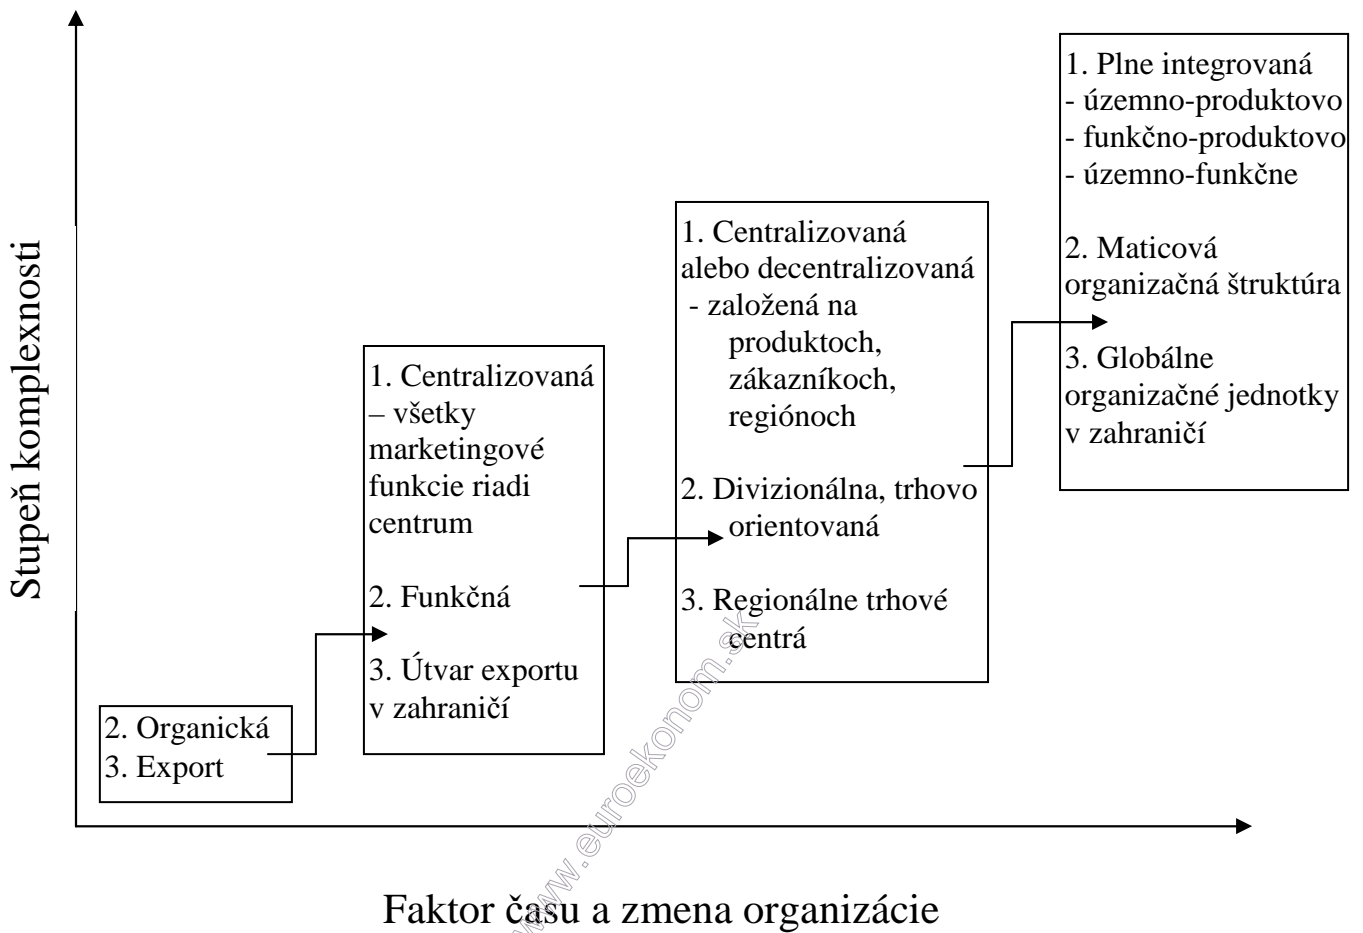 Stupeň komplexnosti
2. Organická
3. Export
1. Centralizovaná
– všetky
marketingové
funkcie riadi
centrum
2. Funkčná
3. Útvar exportu
v zahraničí
1. Centralizovaná
alebo decentralizovaná
- založená na
produktoch,
zákazníkoch,
regiónoch
2. Divizionálna, trhovo
orientovaná
3. Regionálne trhové
centrá
1. Plne integrovaná
- územno-produktovo
- funkčno-produktovo
- územno-funkčne
2. Maticová
organizačná štruktúra
3. Globálne
organizačné jednotky
v zahraničí
www.euroekonom.sk
Faktor času a zmena organizácie